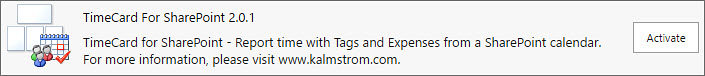 TimeCard For SharePoint 2.0.1
TimeCard for SharePoint - Report time with Tags and Expenses from a SharePoint calendar.
For more information, please visit www.kalmstrom.com.
Activate